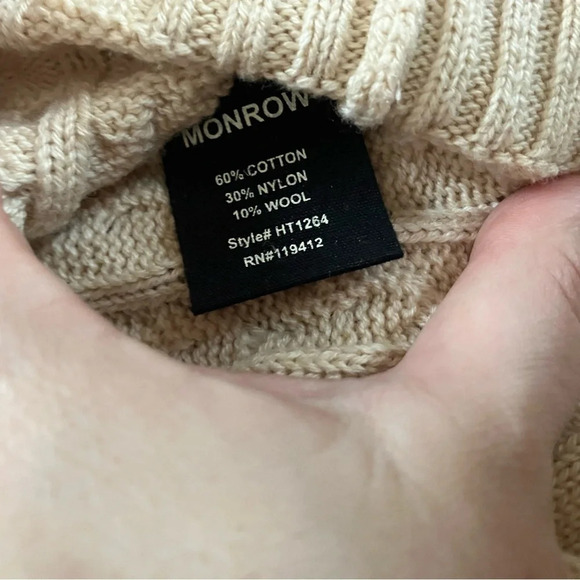 MONROW
60% COTTON
30% NYLON
10% WOOL
Style# HT1264
RN#119412